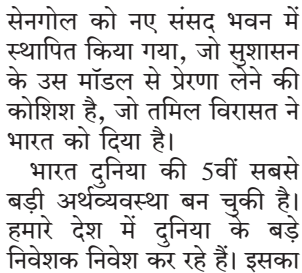 सेनगोल को नए संसद भवन में
स्थापित किया गया, जो सुशासन
के उस मॉडल से प्रेरणा लेने की
कोशिश है, जो तमिल विरासत ने
भारत को दिया है।
भारत दुनिया की 5वीं सबसे
बड़ी अर्थव्यवस्था बन चुकी है।
हमारे देश में दुनिया के बड़े
निवेशक निवेश कर रहे हैं। इसका